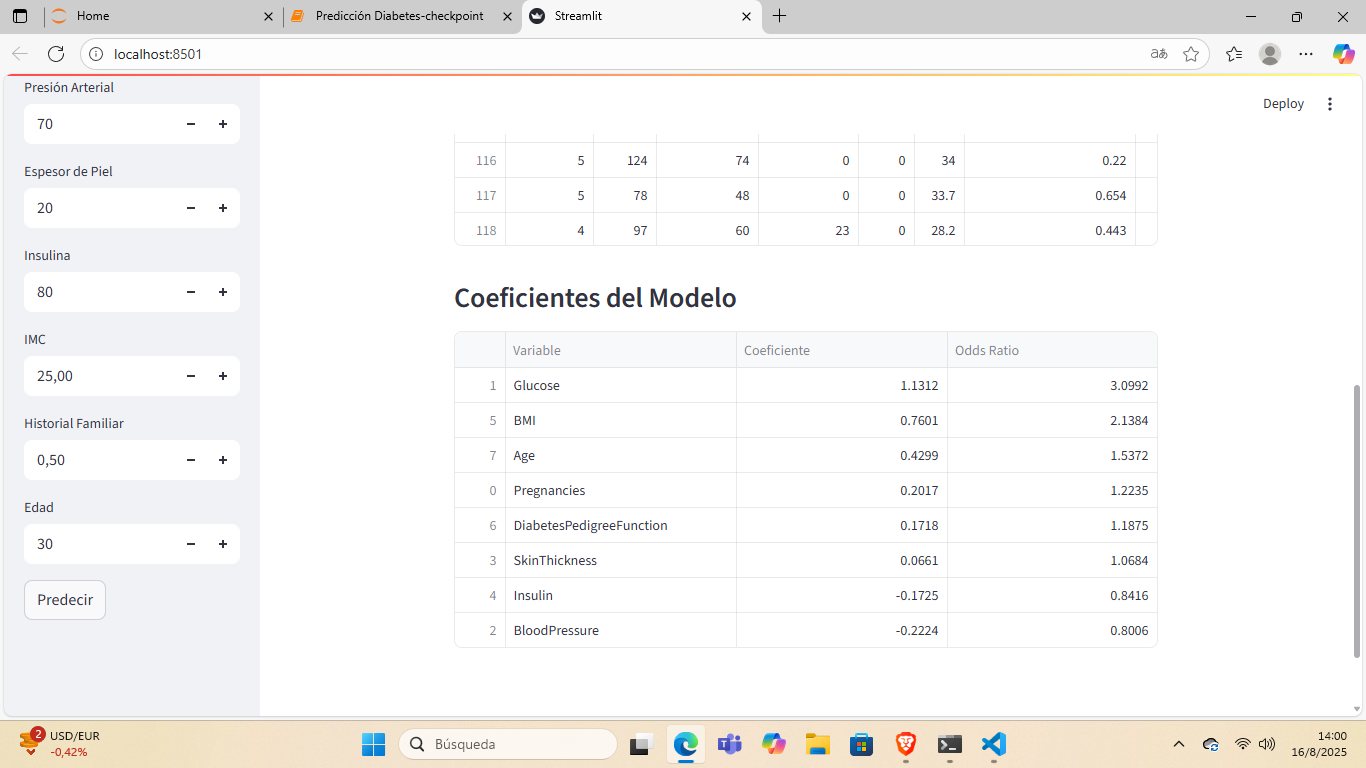 Home
Predicción Diabetes-checkpoint
Streamlit
localhost:8501
aあ
Presión Arterial
70
Espesor de Piel
20
Insulina
80
IMC
25,00
Historial Familiar
0,50
Edad
30
Predecir
Deploy
116 5 124 74 0 0 34 0.22
117 5 78 48 0 0 33.7 0.654
118 4 97 60 23 0 28.2 0.443
Coeficientes del Modelo
Variable Coeficiente Odds Ratio
1 Glucose 1.1312 3.0992
5 BMI 0.7601 2.1384
7 Age 0.4299 1.5372
0 Pregnancies 0.2017 1.2235
6 DiabetesPedigreeFunction 0.1718 1.1875
3 SkinThickness 0.0661 1.0684
4 Insulin -0.1725 0.8416
2 BloodPressure -0.2224 0.8006
2
USD/EUR
-0,42%
Búsqueda
14:00
16/8/2025